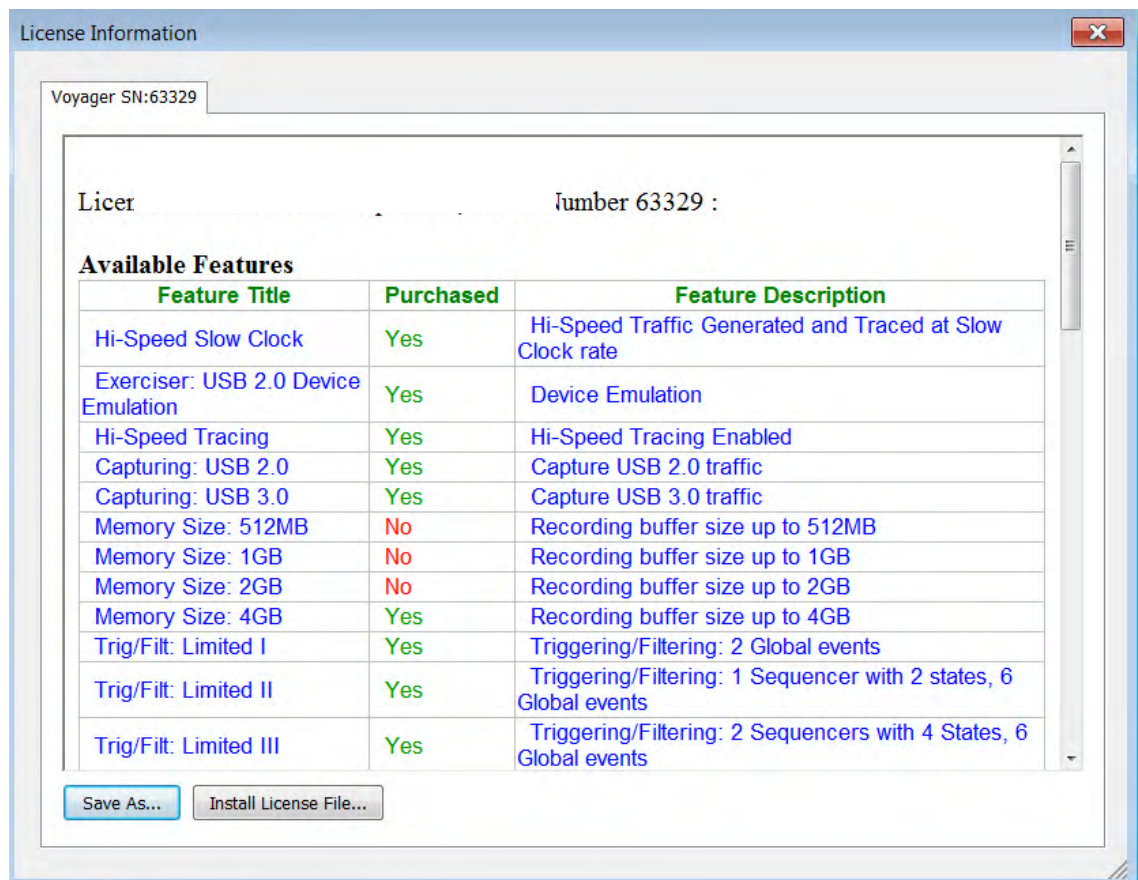 License Information
Voyager SN:63329
Number 63329 :
Available Features
Feature Title Purchased Feature Description
Hi-Speed Slow Clock Yes Hi-Speed Traffic Generated and Traced at Slow
Clock rate
Exerciser: USB 2.0 Device
Emulation Yes Device Emulation
Hi-Speed Tracing Yes Hi-Speed Tracing Enabled
Capturing: USB 2.0 Yes Capture USB 2.0 traffic
Capturing: USB 3.0 Yes Capture USB 3.0 traffic
Memory Size: 512MB No Recording buffer size up to 512MB
Memory Size: 1GB No Recording buffer size up to 1GB
Memory Size: 2GB No Recording buffer size up to 2GB
Memory Size: 4GB Yes Recording buffer size up to 4GB
Trig/Filt: Limited I Yes Triggering/Filtering: 2 Global events
Trig/Filt: Limited II Yes Triggering/Filtering: 1 Sequencer with 2 states, 6
Global events
Trig/Filt: Limited III Yes Triggering/Filtering: 2 Sequencers with 4 States, 6
Global events
Save As... Install License File...